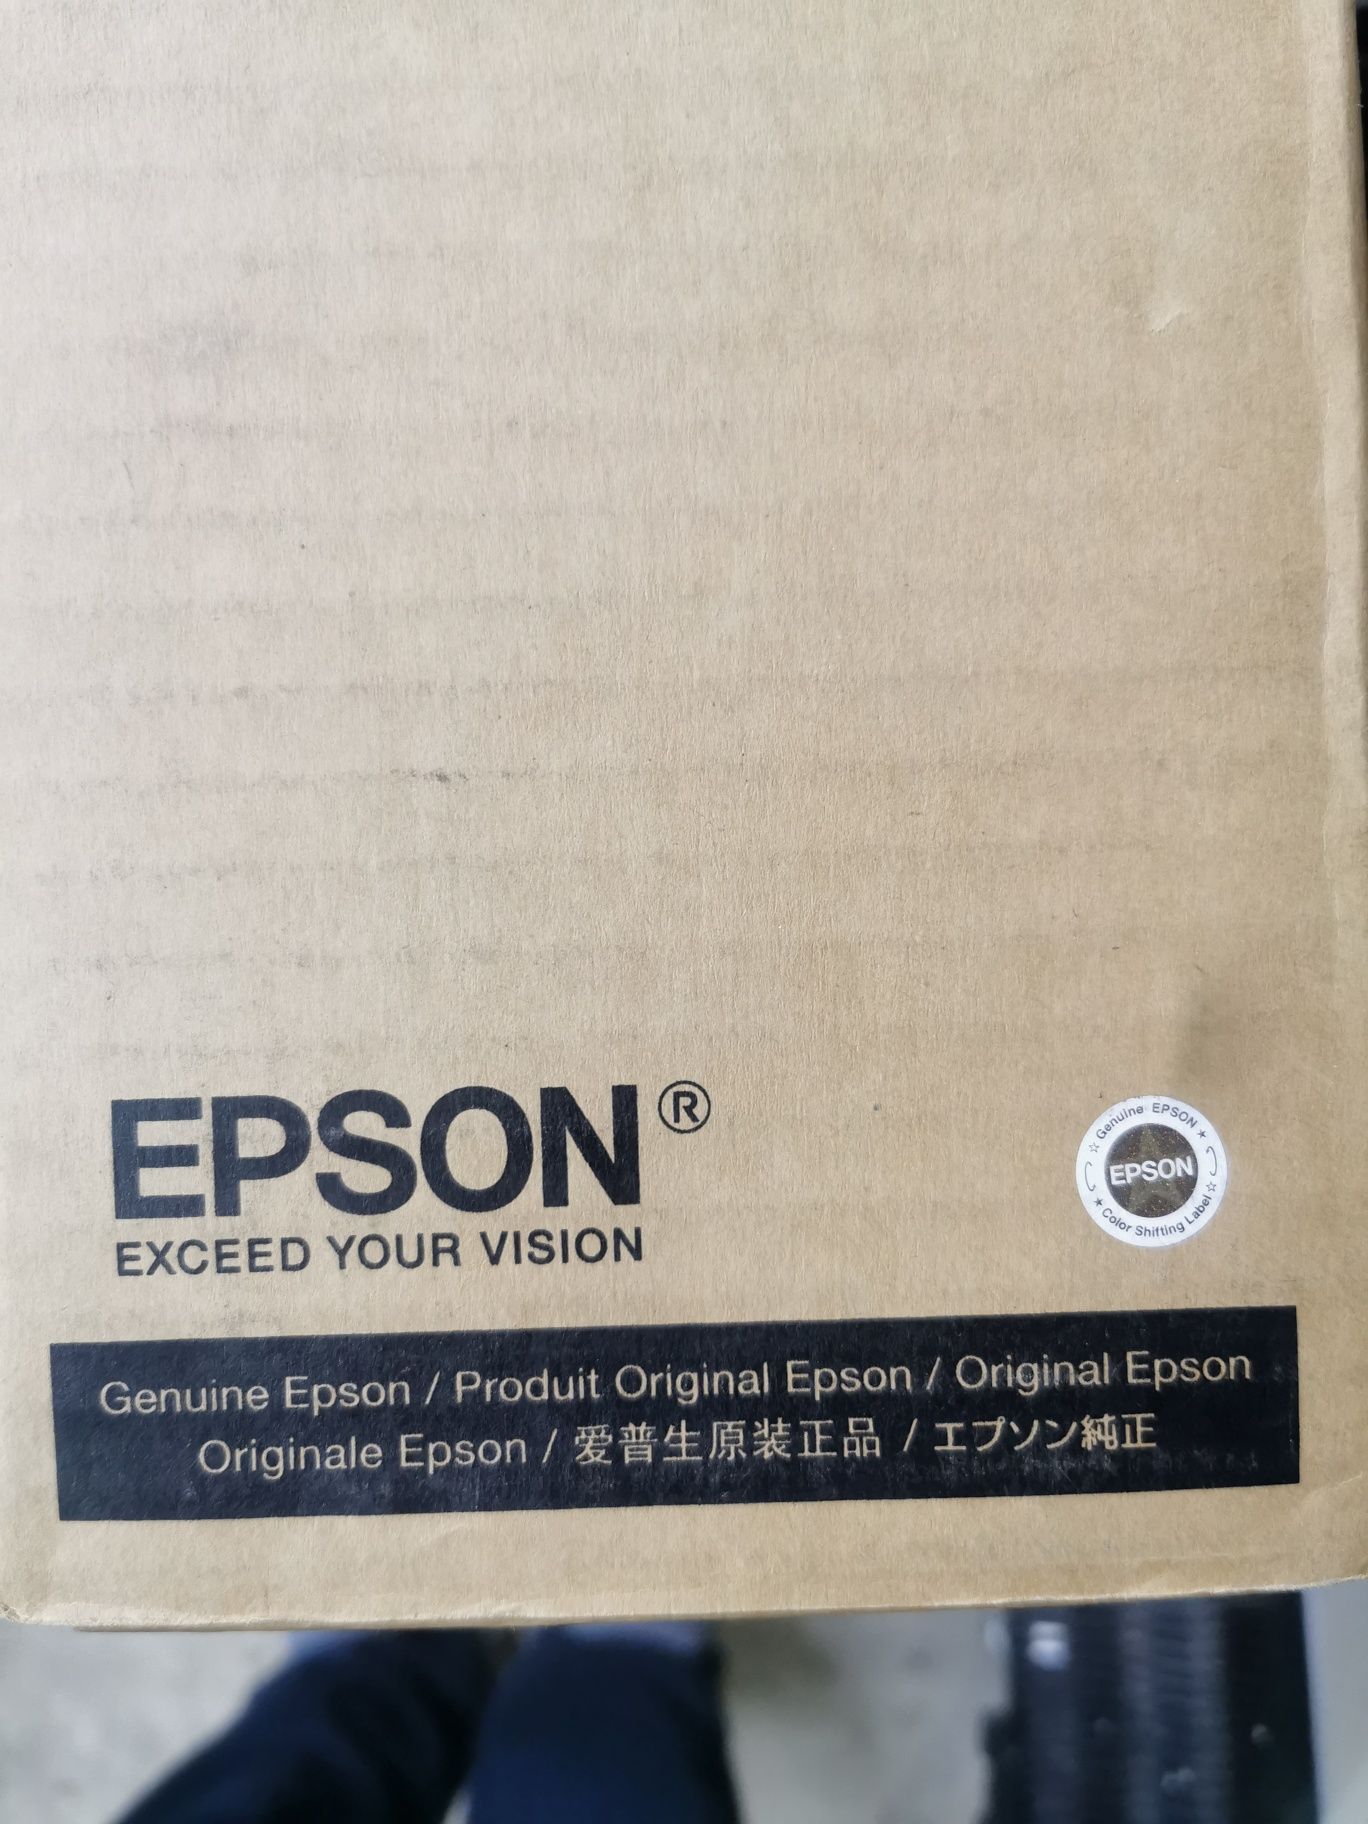 EPSON®
EXCEED YOUR VISION
☆ Genuine EPSON ★
EPSON
★ Color Shifting Label ☆
Genuine Epson / Produit Original Epson / Original Epson
Originale Epson / 爱普生原装正品 / エプソン純正